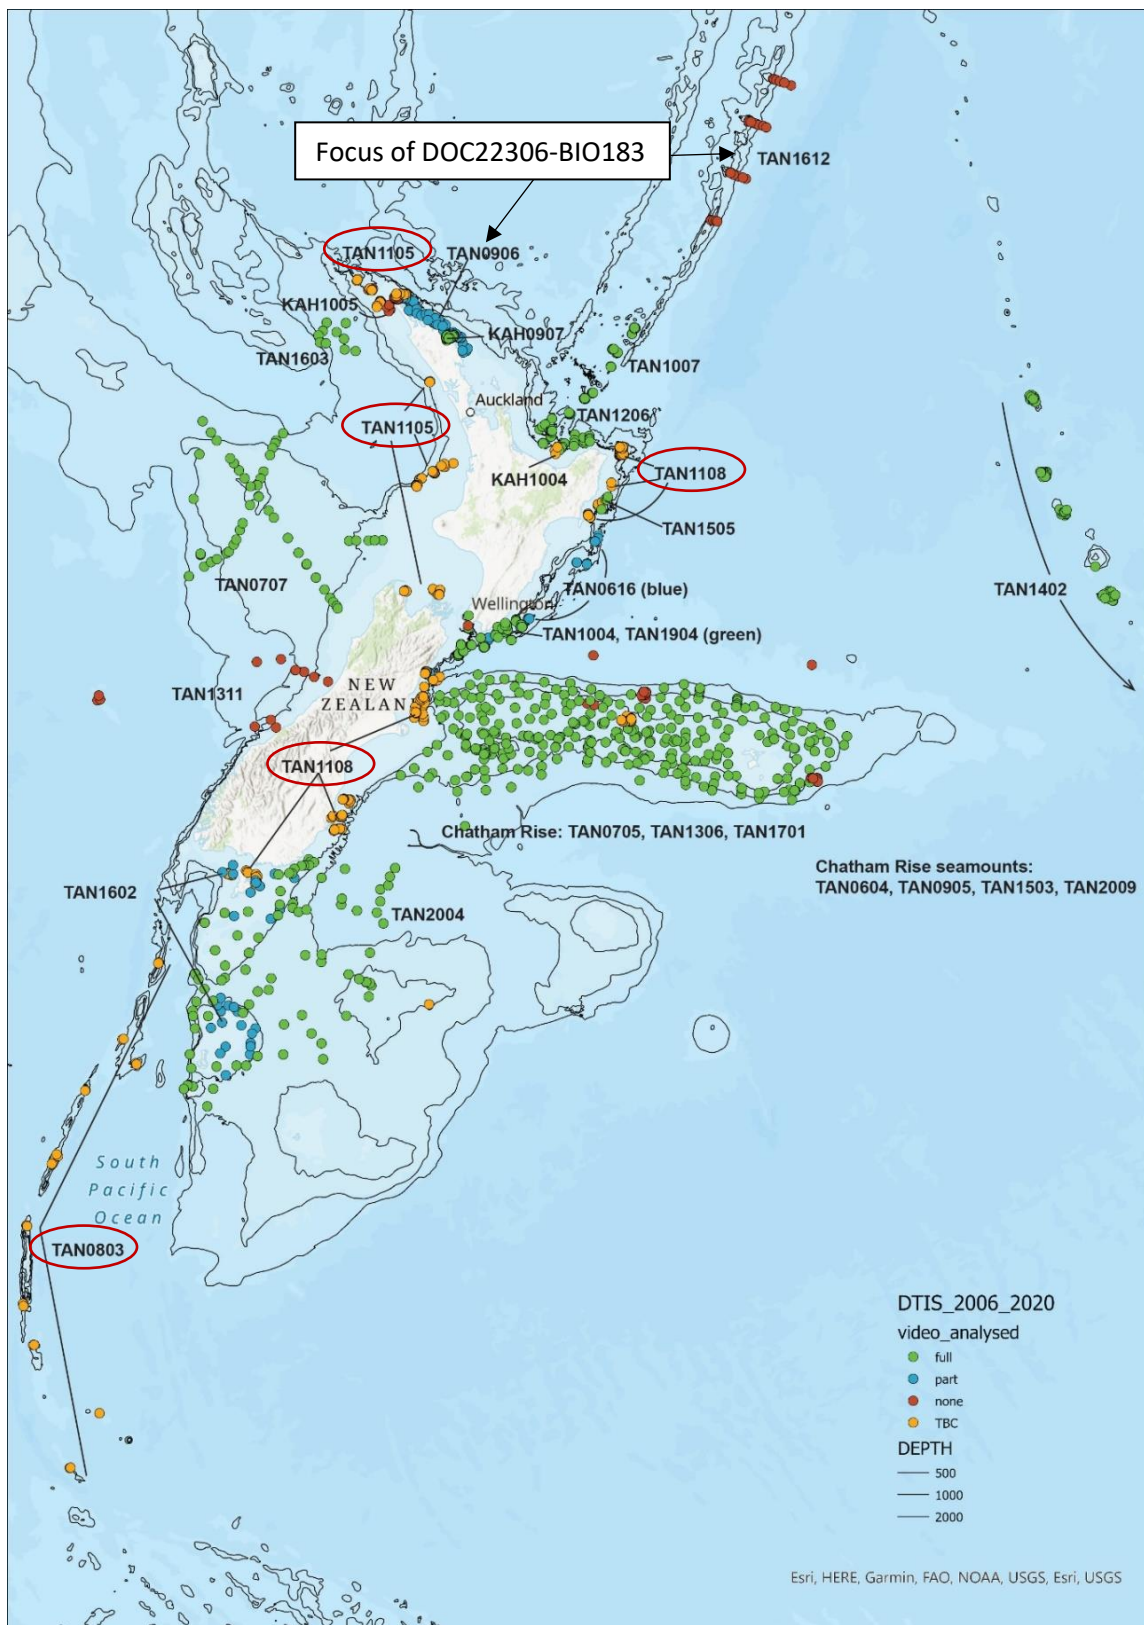 Focus of DOC22306-BIO183
TAN1612
TAN1105
TAN0906
KAH1005
KAH0907
TAN1603
TAN1007
Auckland
TAN1206
TAN1105
TAN1108
KAH1004
TAN1505
TAN0707
TAN0616 (blue)
TAN1402
Wellington
TAN1004, TAN1904 (green)
NEW
ZEALAN
TAN1311
TAN1108
Chatham Rise: TAN0705, TAN1306, TAN1701
Chatham Rise seamounts:
TAN0604, TAN0905, TAN1503, TAN2009
TAN1602
TAN2004
South
Pacific
Ocean
TAN0803
DTIS_2006_2020
video_analysed
full
part
none
TBC
DEPTH
500
1000
2000
Esri, HERE, Garmin, FAO, NOAA, USGS, Esri, USGS